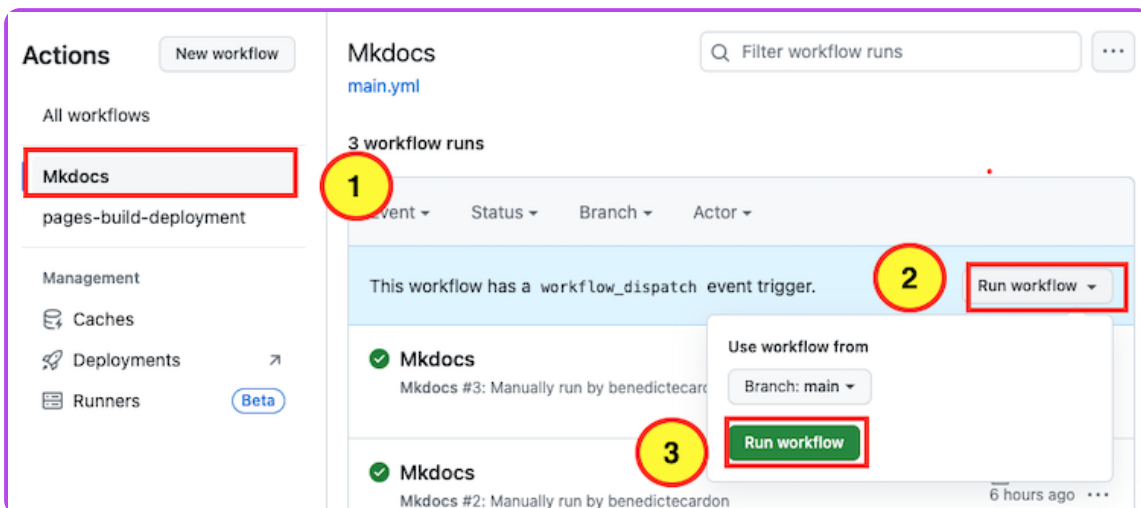 Actions
New workflow
All workflows
Mkdocs
pages-build-deployment
Management
Caches
Deployments
Runners
Beta
Mkdocs
main.yml
Filter workflow runs
3 workflow runs
1
Status
Branch
Actor
This workflow has a workflow_dispatch event trigger.
2
Run workflow
Use workflow from
Branch: main
Run workflow
3
Mkdocs
Mkdocs #3: Manually run by
Mkdocs
Mkdocs #2: Manually run by benedictecardon
6 hours ago